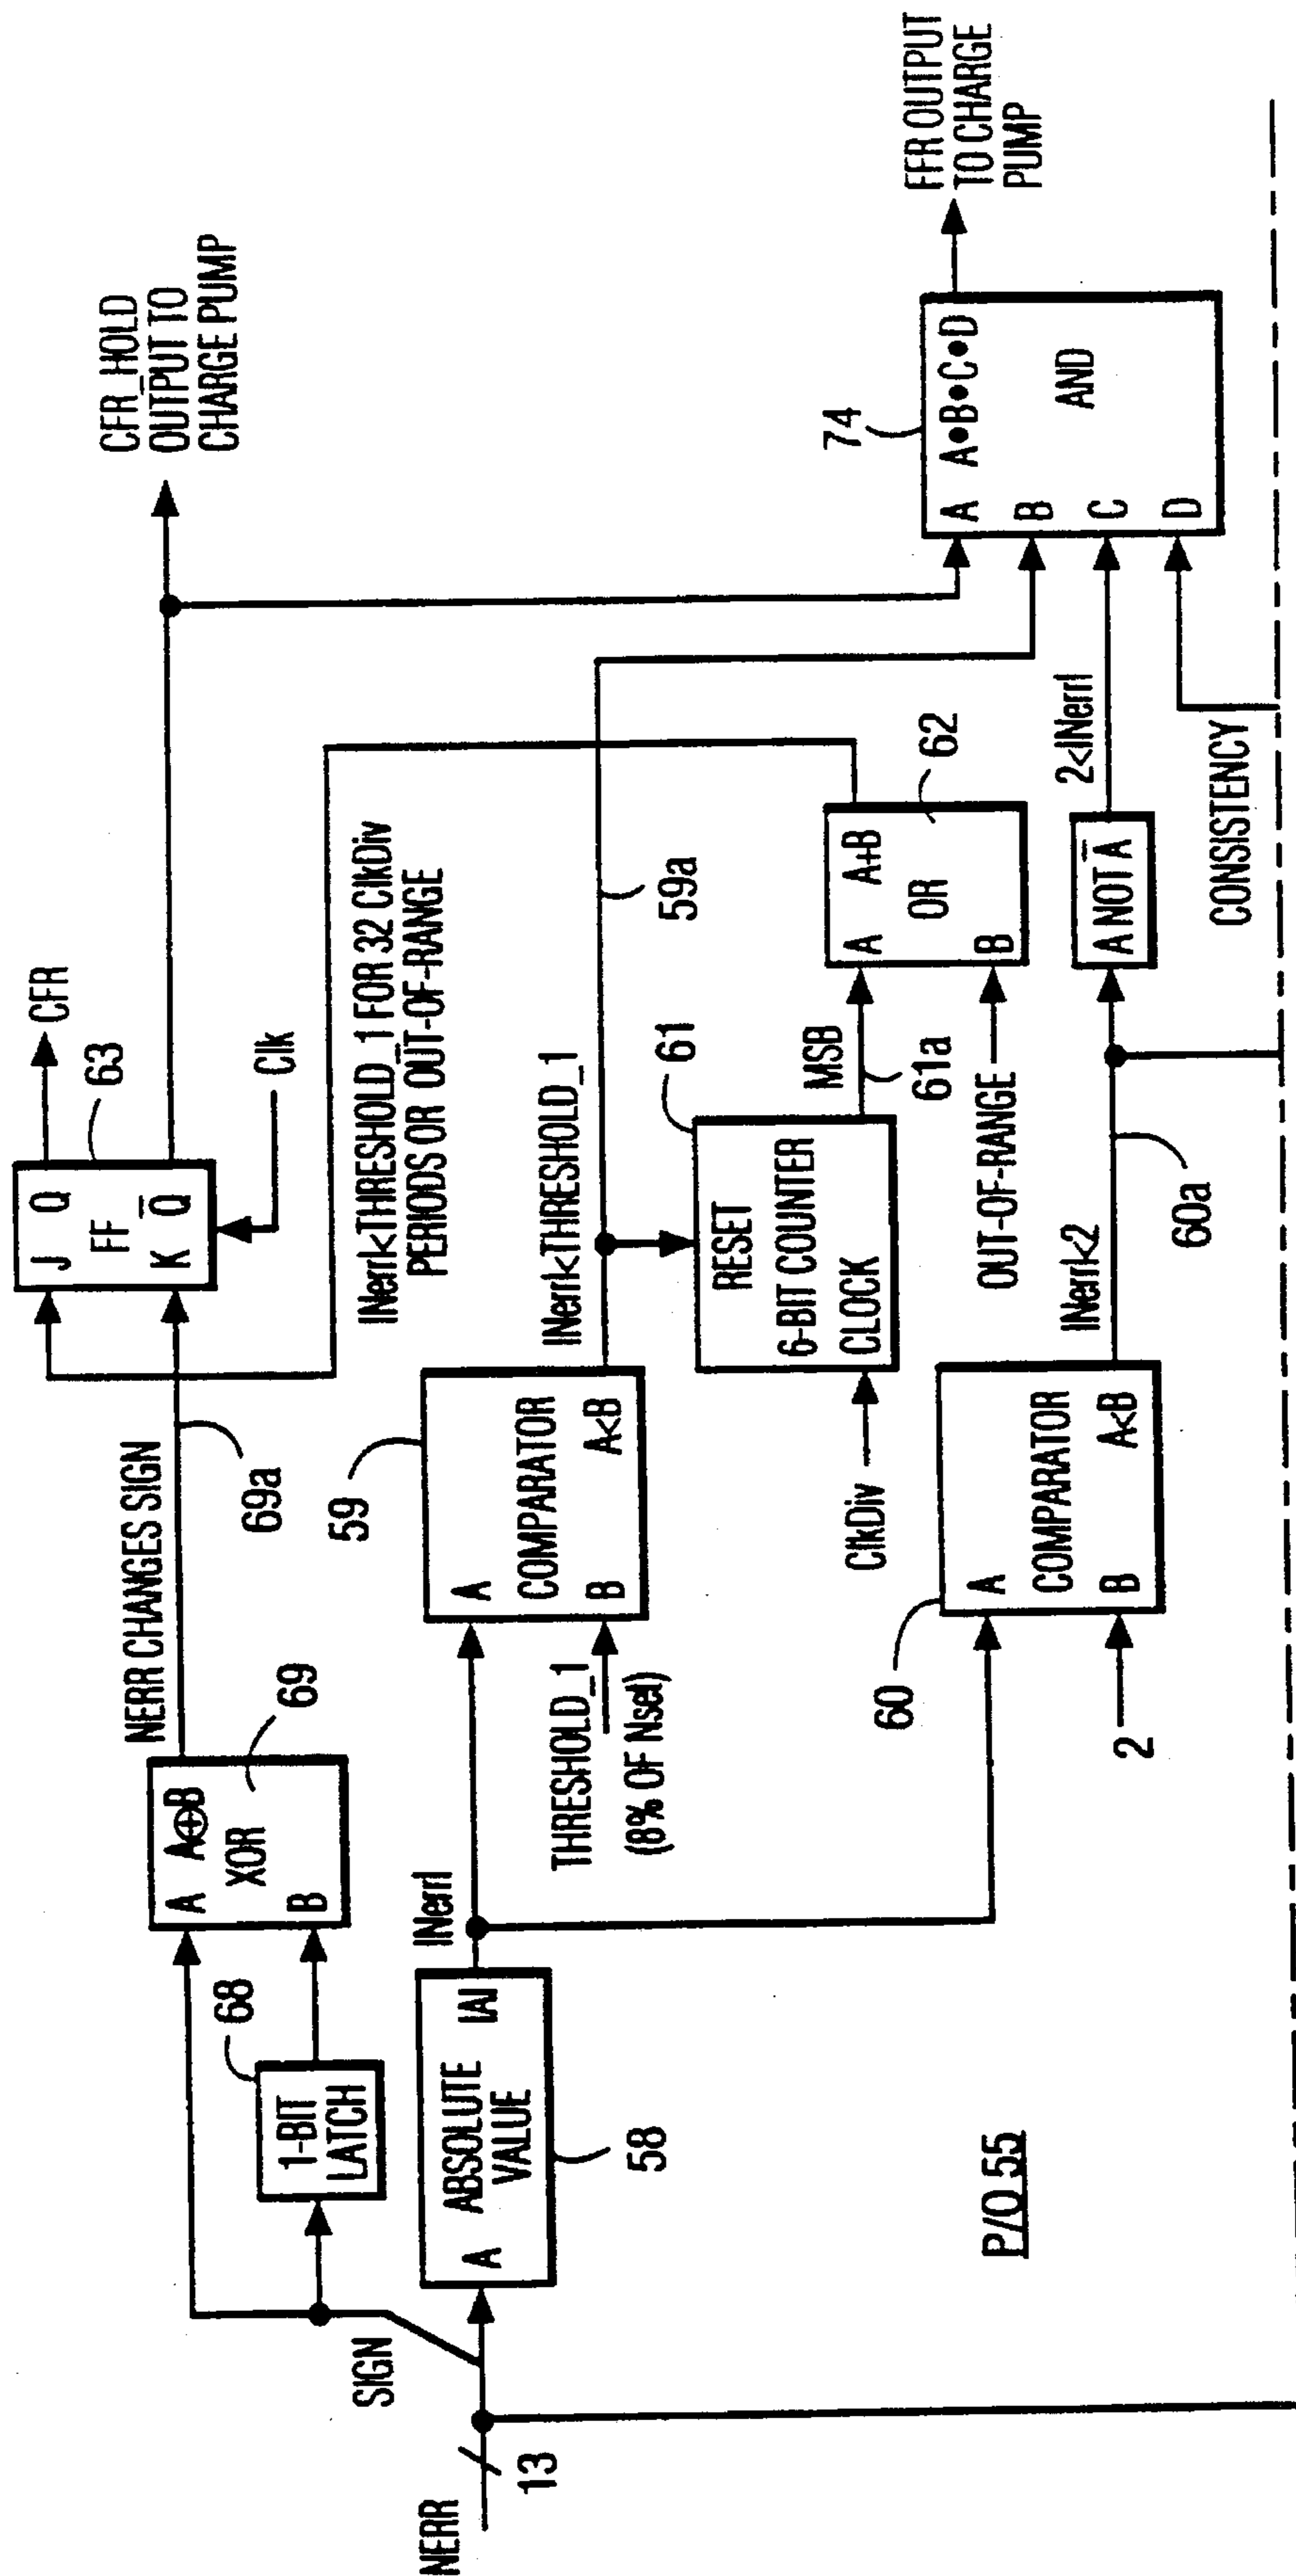 CFR_HOLD
OUTPUT TO
CHARGE PUMP
CFR
63
J Q
FF
K Q̅
Clk
NERR CHANGES SIGN
69a
A A⊕B
XOR
B
69
68
1-BIT
LATCH
SIGN
NERR
13
A ABSOLUTE |A|
VALUE
58
|Nerr|
THRESHOLD_1
(8% OF Nset)
59
A
COMPARATOR
B A<B
|Nerr|<THRESHOLD_1
|Nerr|<THRESHOLD_1 FOR 32 ClkDiv
PERIODS OR OUT-OF-RANGE
59a
61
RESET
6-BIT COUNTER
CLOCK
ClkDiv
MSB
61a
A A+B
OR
B
62
OUT-OF-RANGE
60
A
COMPARATOR
B A<B
2
|Nerr|<2
60a
A NOT A̅
2<|Nerr|
CONSISTENCY
74
A A•B•C•D
B
C AND
D
FFR OUTPUT
TO CHARGE
PUMP
P/O 55